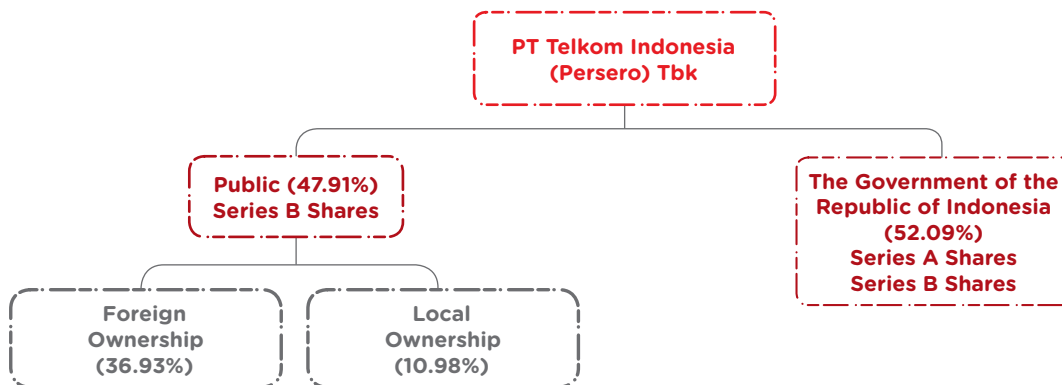 PT Telkom Indonesia
(Persero) Tbk
Public (47.91%)
Series B Shares
The Government of the
Republic of Indonesia
(52.09%)
Series A Shares
Series B Shares
Foreign
Ownership
(36.93%)
Local
Ownership
(10.98%)